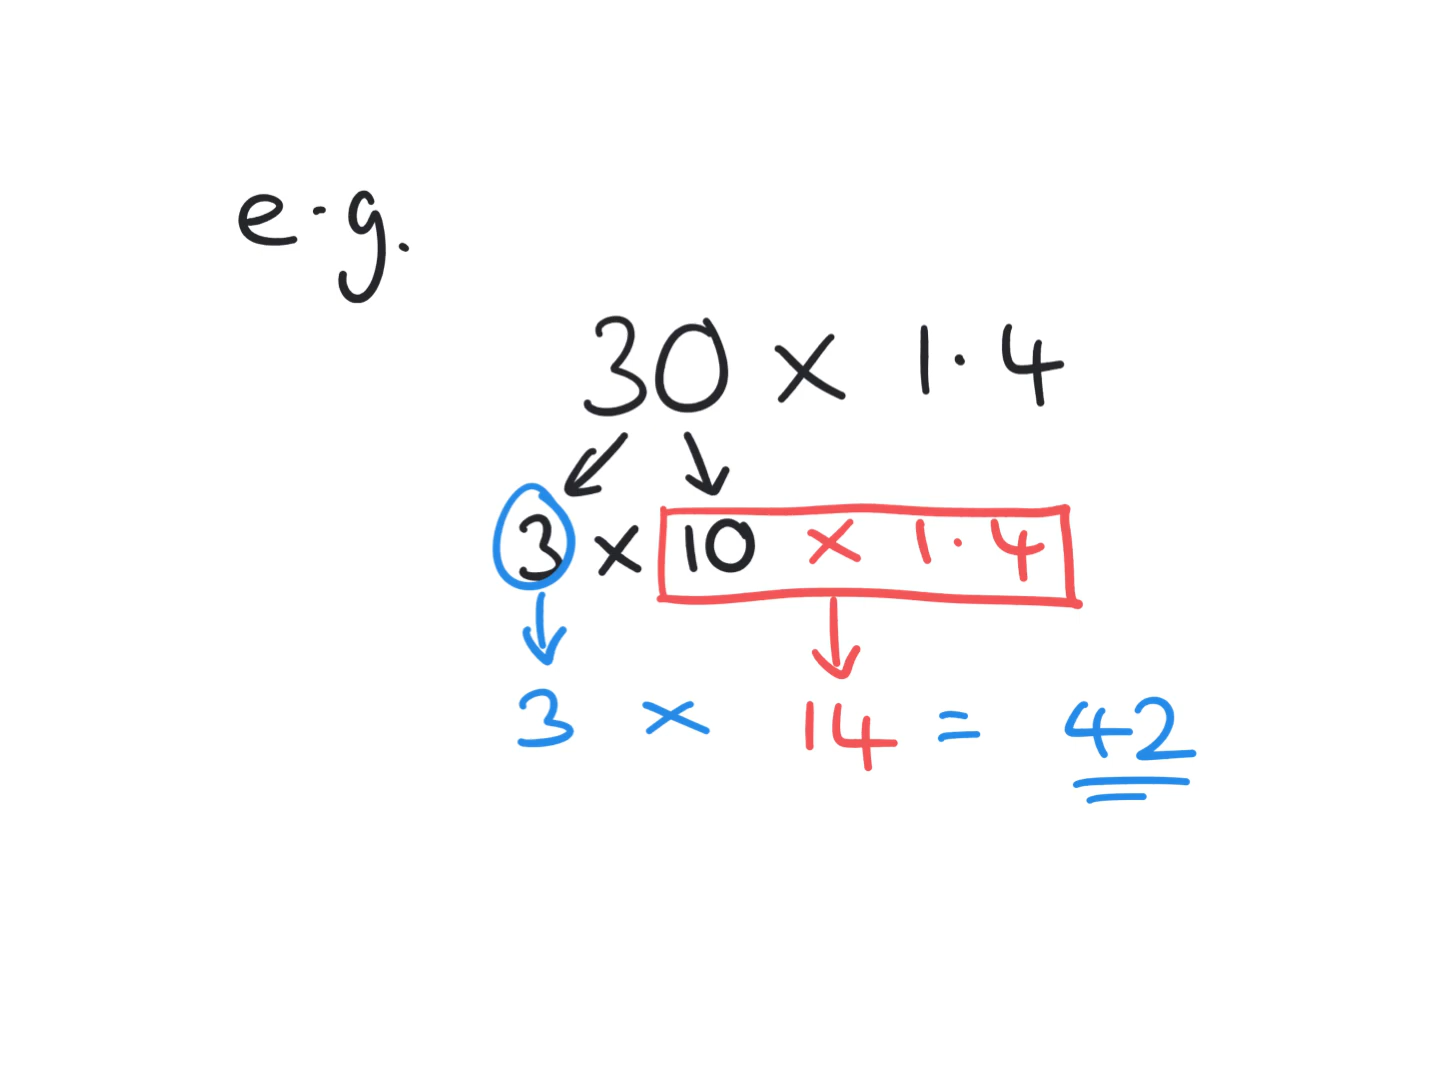 e.g.
30 × 1·4
3 × 10 × 1·4
3 × 14 = 42